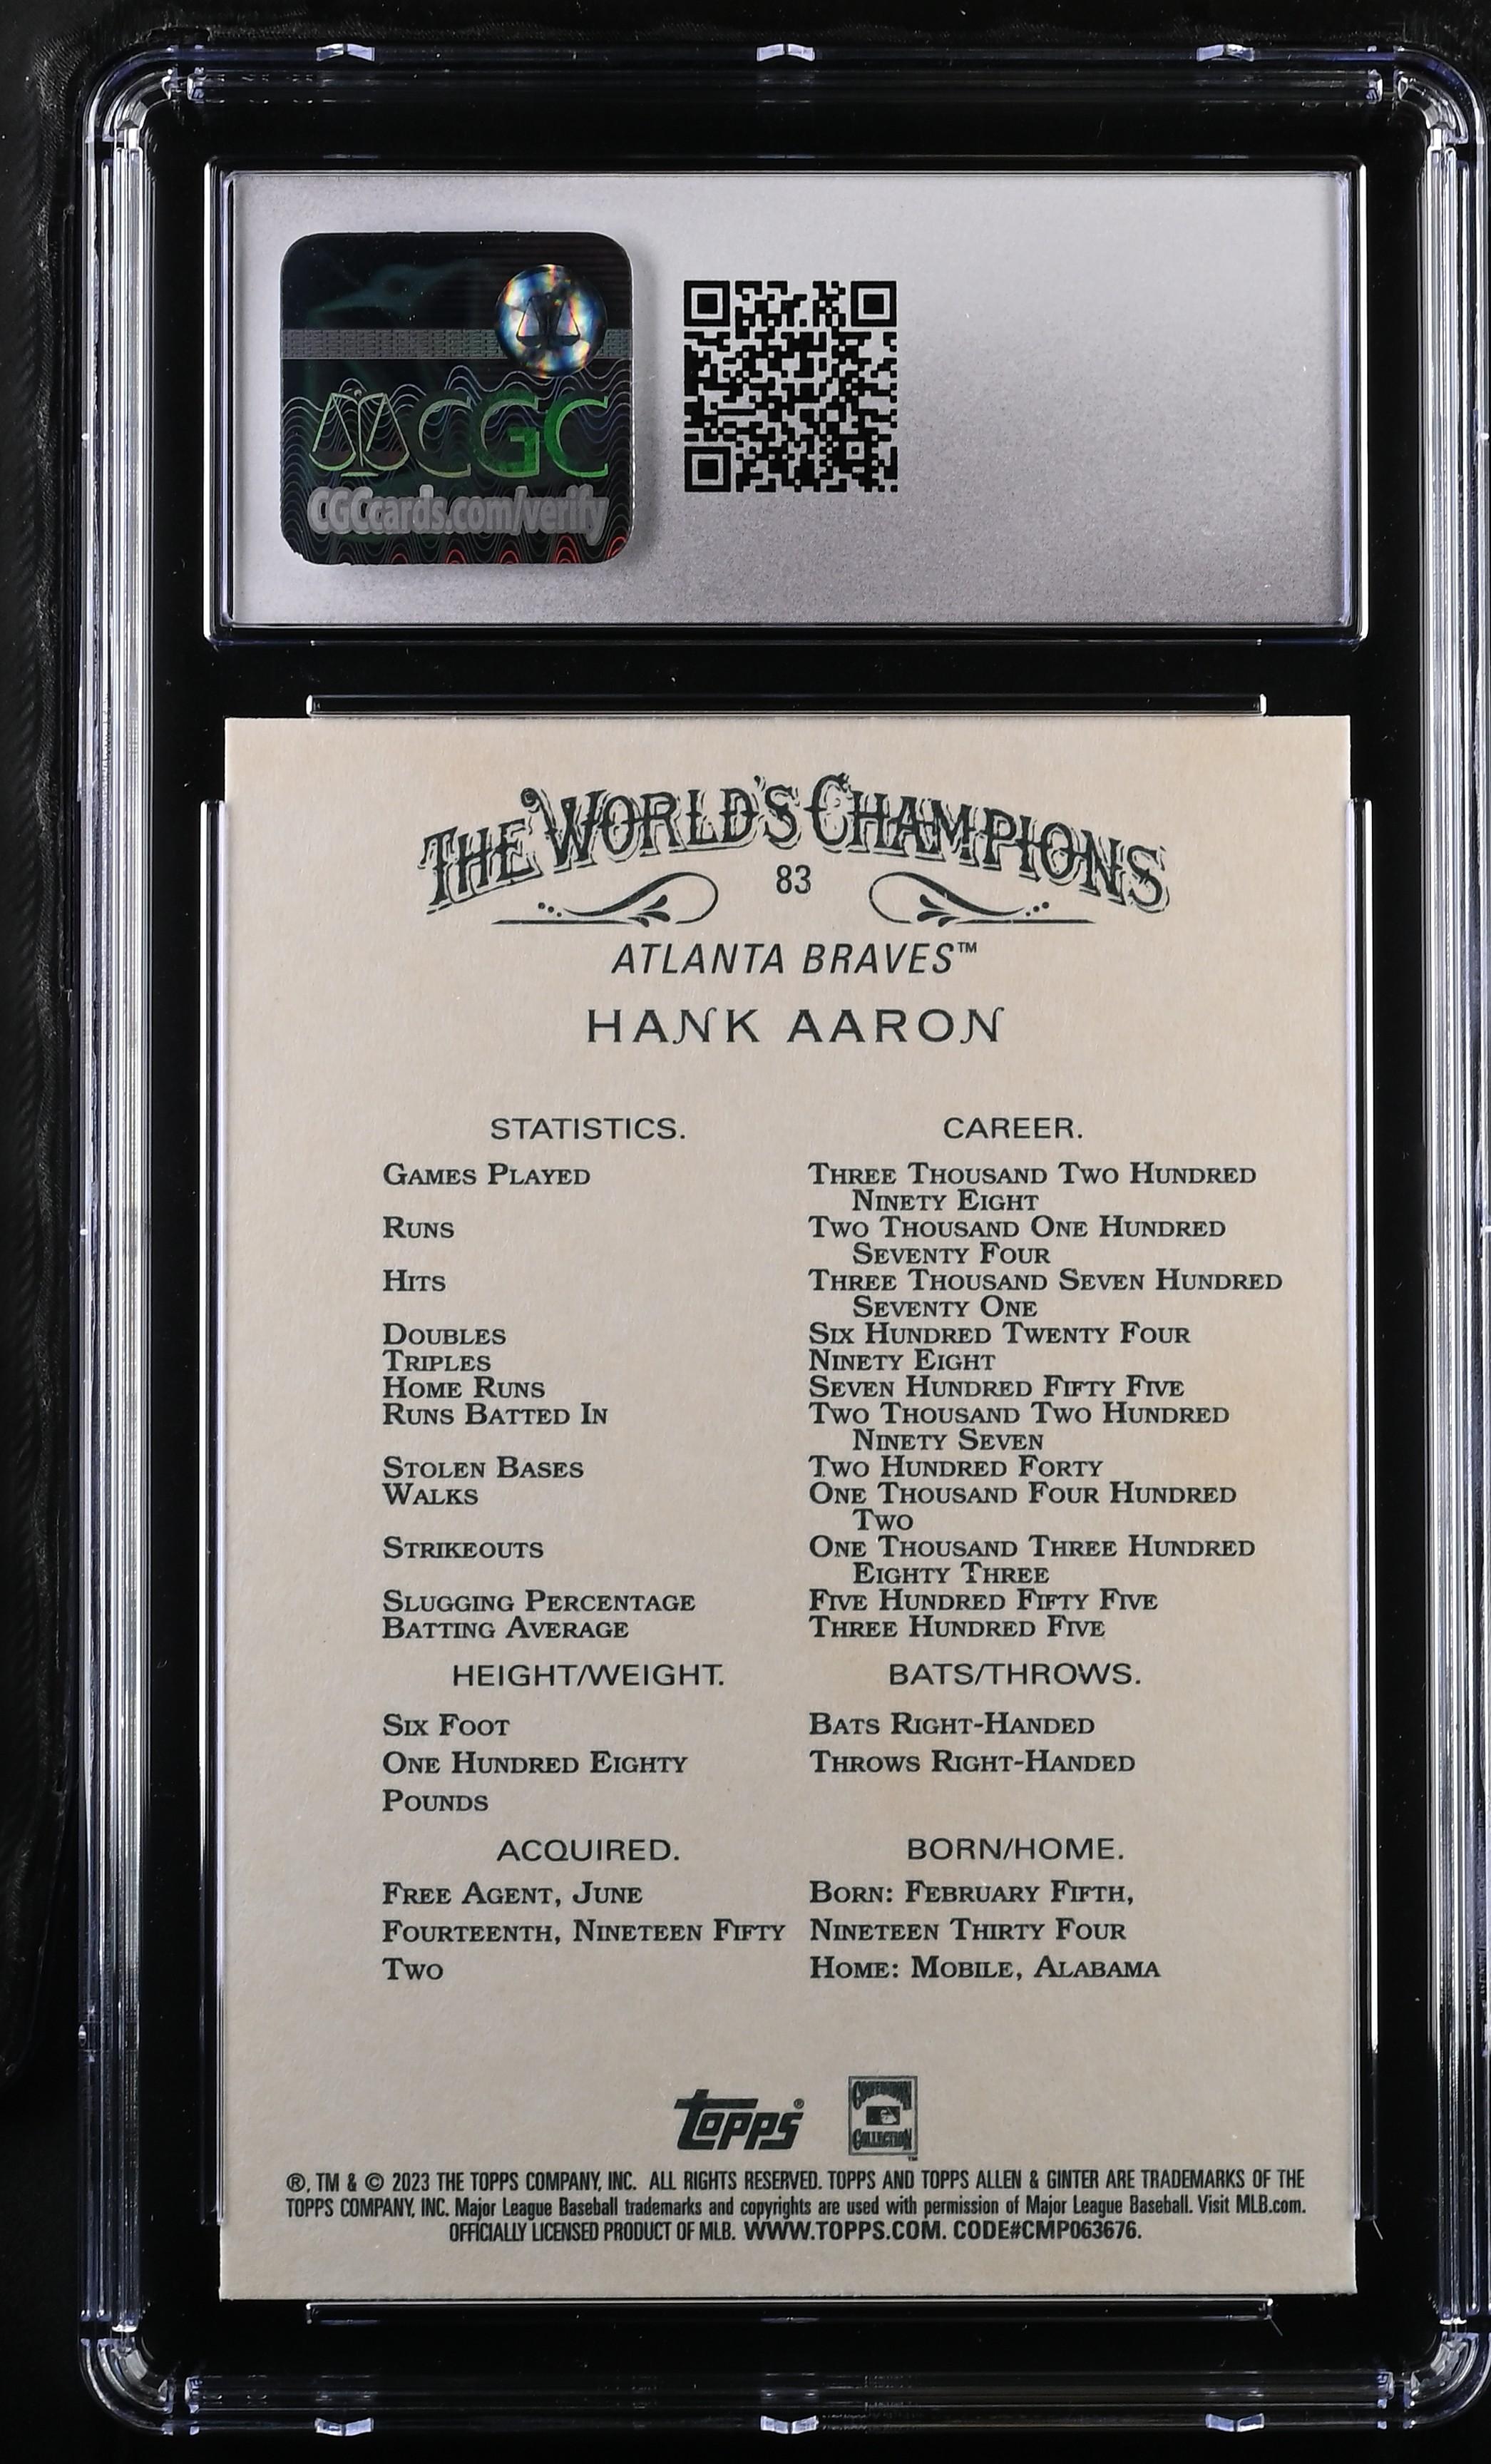 CGC
CGCcards.com/verify
THE WORLD'S CHAMPIONS
83
ATLANTA BRAVES™
HANK AARON
STATISTICS. CAREER.
GAMES PLAYED THREE THOUSAND TWO HUNDRED
NINETY EIGHT
RUNS TWO THOUSAND ONE HUNDRED
SEVENTY FOUR
HITS THREE THOUSAND SEVEN HUNDRED
SEVENTY ONE
DOUBLES SIX HUNDRED TWENTY FOUR
TRIPLES NINETY EIGHT
HOME RUNS SEVEN HUNDRED FIFTY FIVE
RUNS BATTED IN TWO THOUSAND TWO HUNDRED
NINETY SEVEN
STOLEN BASES TWO HUNDRED FORTY
WALKS ONE THOUSAND FOUR HUNDRED
TWO
STRIKEOUTS ONE THOUSAND THREE HUNDRED
EIGHTY THREE
SLUGGING PERCENTAGE FIVE HUNDRED FIFTY FIVE
BATTING AVERAGE THREE HUNDRED FIVE
HEIGHT/WEIGHT. BATS/THROWS.
SIX FOOT BATS RIGHT-HANDED
ONE HUNDRED EIGHTY THROWS RIGHT-HANDED
POUNDS
ACQUIRED. BORN/HOME.
FREE AGENT, JUNE BORN: FEBRUARY FIFTH,
FOURTEENTH, NINETEEN FIFTY NINETEEN THIRTY FOUR
TWO HOME: MOBILE, ALABAMA
topps® COOPERSTOWN COLLECTION™
®, TM & © 2023 THE TOPPS COMPANY, INC. ALL RIGHTS RESERVED. TOPPS AND TOPPS ALLEN & GINTER ARE TRADEMARKS OF THE
TOPPS COMPANY, INC. Major League Baseball trademarks and copyrights are used with permission of Major League Baseball. Visit MLB.com.
OFFICIALLY LICENSED PRODUCT OF MLB. WWW.TOPPS.COM. CODE#CMP063676.